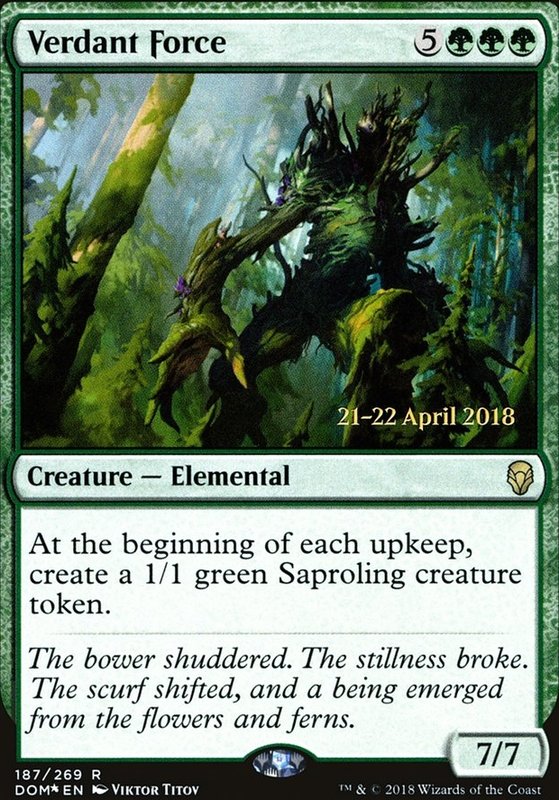 Verdant Force 5
21–22 April 2018
Creature — Elemental
At the beginning of each upkeep,
create a 1/1 green Saproling creature
token.
The bower shuddered. The stillness broke.
The scurf shifted, and a being emerged
from the flowers and ferns.
7/7
187/269 R
DOM★EN Viktor Titov
™ & © 2018 Wizards of the Coast